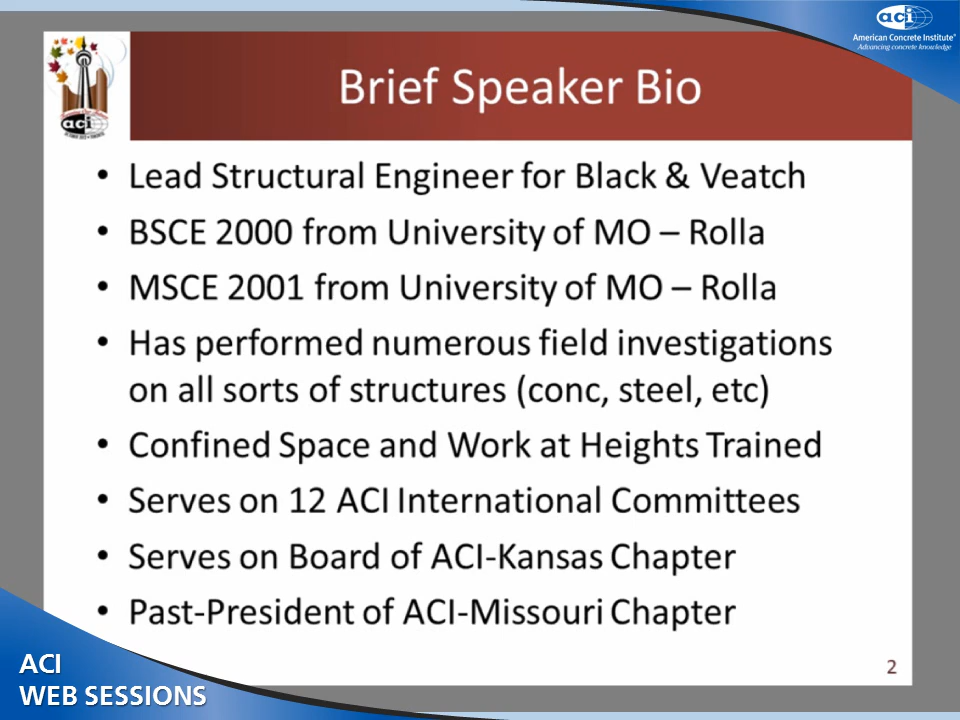 aci
American Concrete Institute®
Advancing concrete knowledge
aci
Brief Speaker Bio
• Lead Structural Engineer for Black & Veatch
• BSCE 2000 from University of MO – Rolla
• MSCE 2001 from University of MO – Rolla
• Has performed numerous field investigations
on all sorts of structures (conc, steel, etc)
• Confined Space and Work at Heights Trained
• Serves on 12 ACI International Committees
• Serves on Board of ACI-Kansas Chapter
• Past-President of ACI-Missouri Chapter
2
ACI
WEB SESSIONS